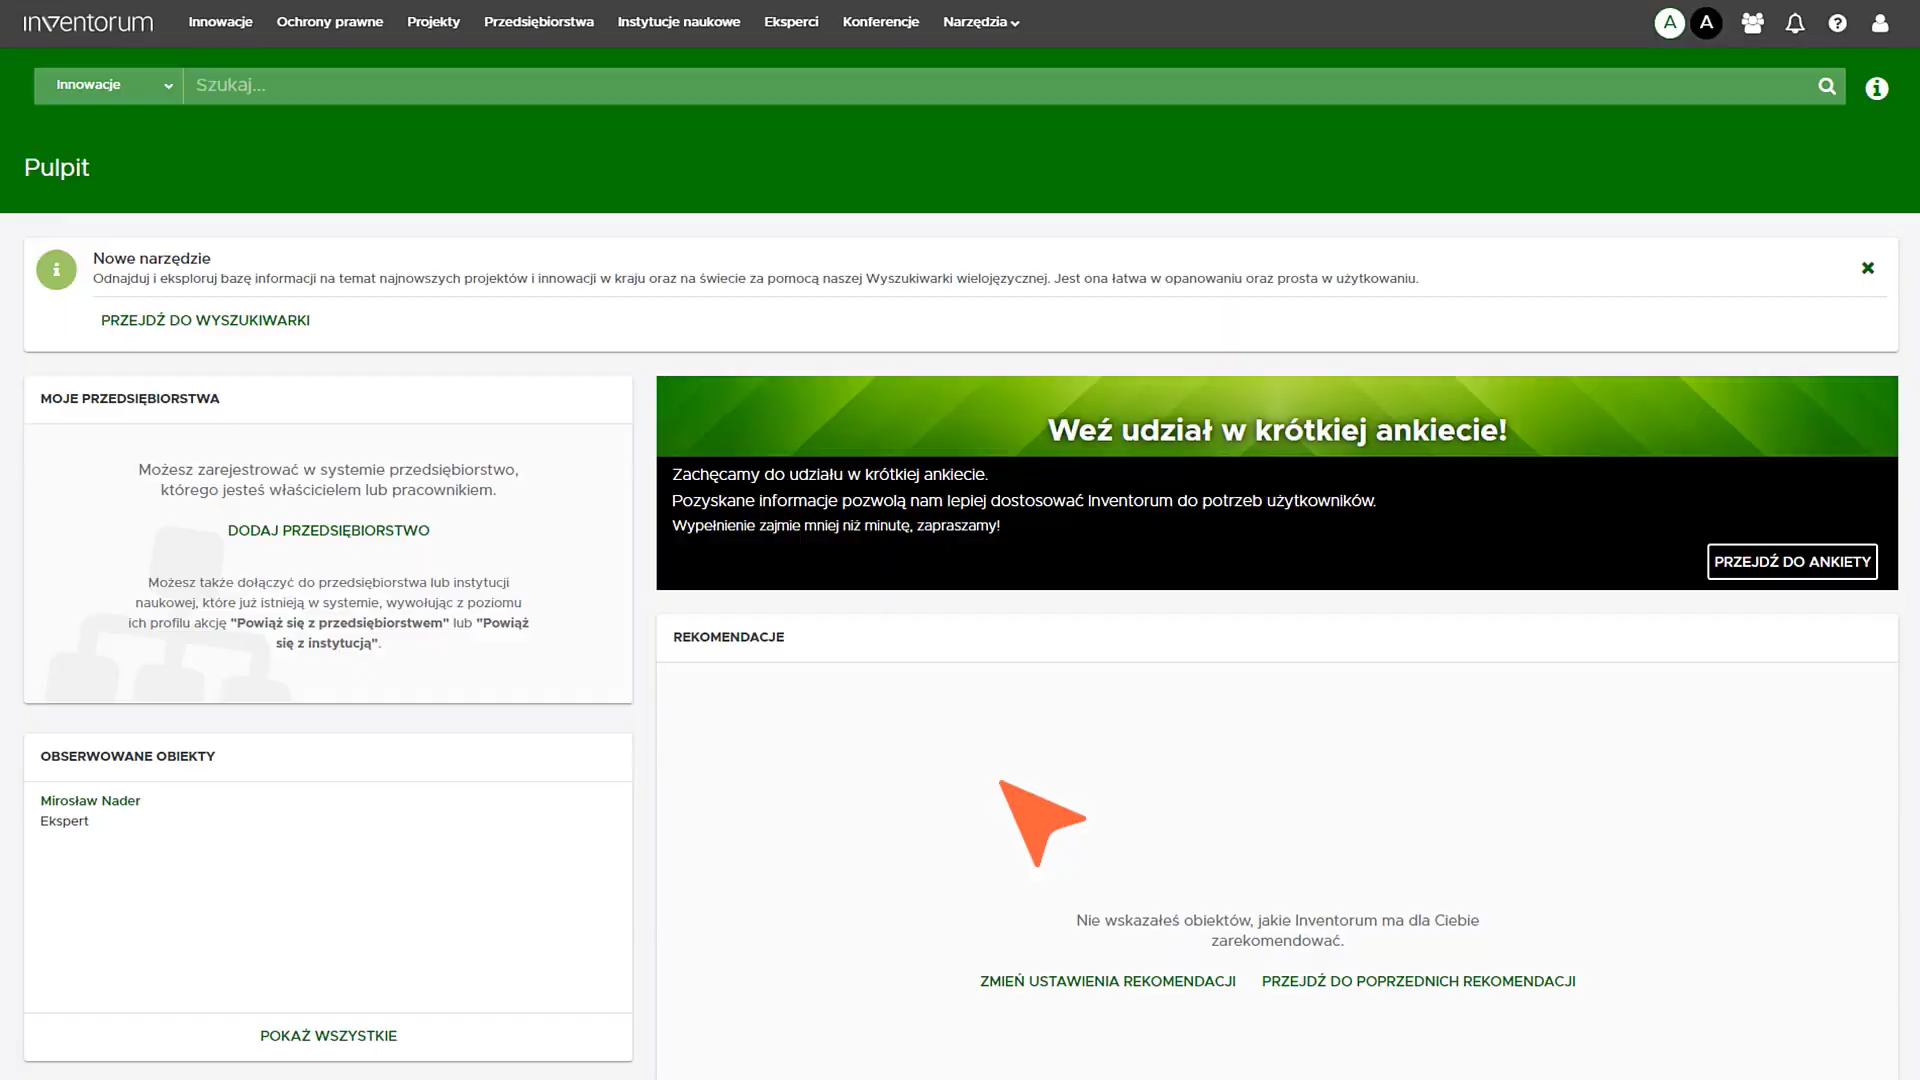 inventorum
Innowacje Ochrony prawne Projekty Przedsiębiorstwa Instytucje naukowe Eksperci Konferencje Narzędzia
A A
Innowacje Szukaj...
Pulpit
Nowe narzędzie
Odnajduj i eksploruj bazę informacji na temat najnowszych projektów i innowacji w kraju oraz na świecie za pomocą naszej Wyszukiwarki wielojęzycznej. Jest ona łatwa w opanowaniu oraz prosta w użytkowaniu.
PRZEJDŹ DO WYSZUKIWARKI
MOJE PRZEDSIĘBIORSTWA
Możesz zarejestrować w systemie przedsiębiorstwo,
którego jesteś właścicielem lub pracownikiem.
DODAJ PRZEDSIĘBIORSTWO
Możesz także dołączyć do przedsiębiorstwa lub instytucji
naukowej, które już istnieją w systemie, wywołując z poziomu
ich profilu akcję "Powiąż się z przedsiębiorstwem" lub "Powiąż
się z instytucją".
OBSERWOWANE OBIEKTY
Mirosław Nader
Ekspert
POKAŻ WSZYSTKIE
Weź udział w krótkiej ankiecie!
Zachęcamy do udziału w krótkiej ankiecie.
Pozyskane informacje pozwolą nam lepiej dostosować Inventorum do potrzeb użytkowników.
Wypełnienie zajmie mniej niż minutę, zapraszamy!
PRZEJDŹ DO ANKIETY
REKOMENDACJE
Nie wskazałeś obiektów, jakie Inventorum ma dla Ciebie
zarekomendować.
ZMIEŃ USTAWIENIA REKOMENDACJI PRZEJDŹ DO POPRZEDNICH REKOMENDACJI